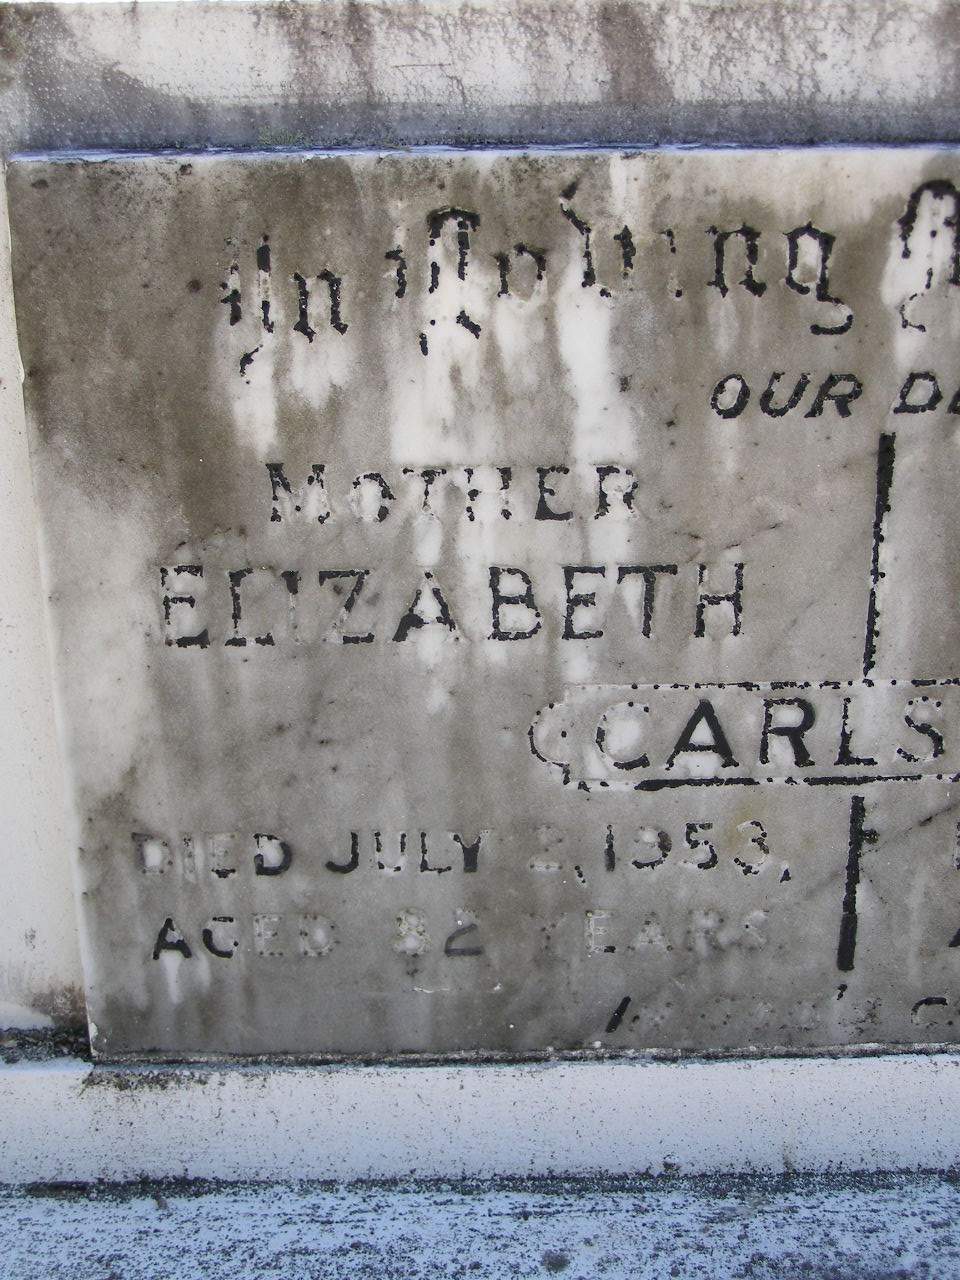 In Loving
OUR
MOTHER
ELIZABETH
CARLS
DIED JULY 2, 1953,
AGED 82 YEARS